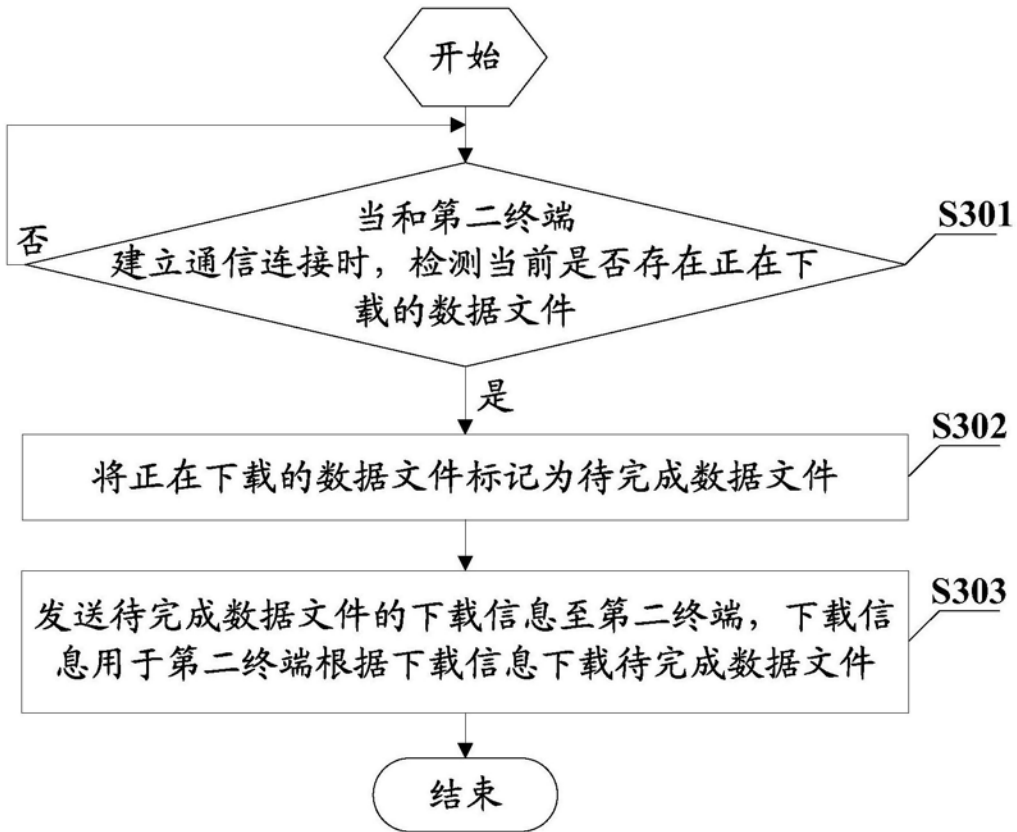 开始
当和第二终端
建立通信连接时，检测当前是否存在正在下
载的数据文件
S301
否
是
S302
将正在下载的数据文件标记为待完成数据文件
S303
发送待完成数据文件的下载信息至第二终端，下载信
息用于第二终端根据下载信息下载待完成数据文件
结束